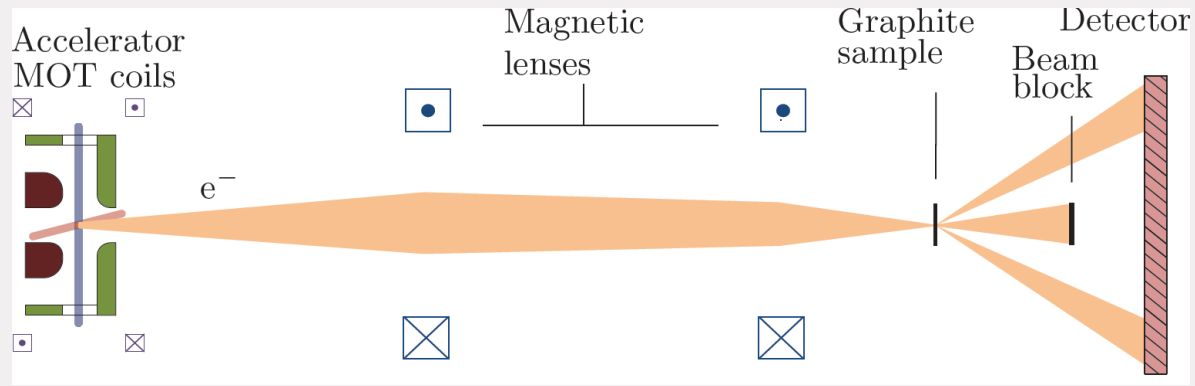 Accelerator
MOT coils
e⁻
Magnetic
lenses
Graphite
sample
Beam
block
Detector